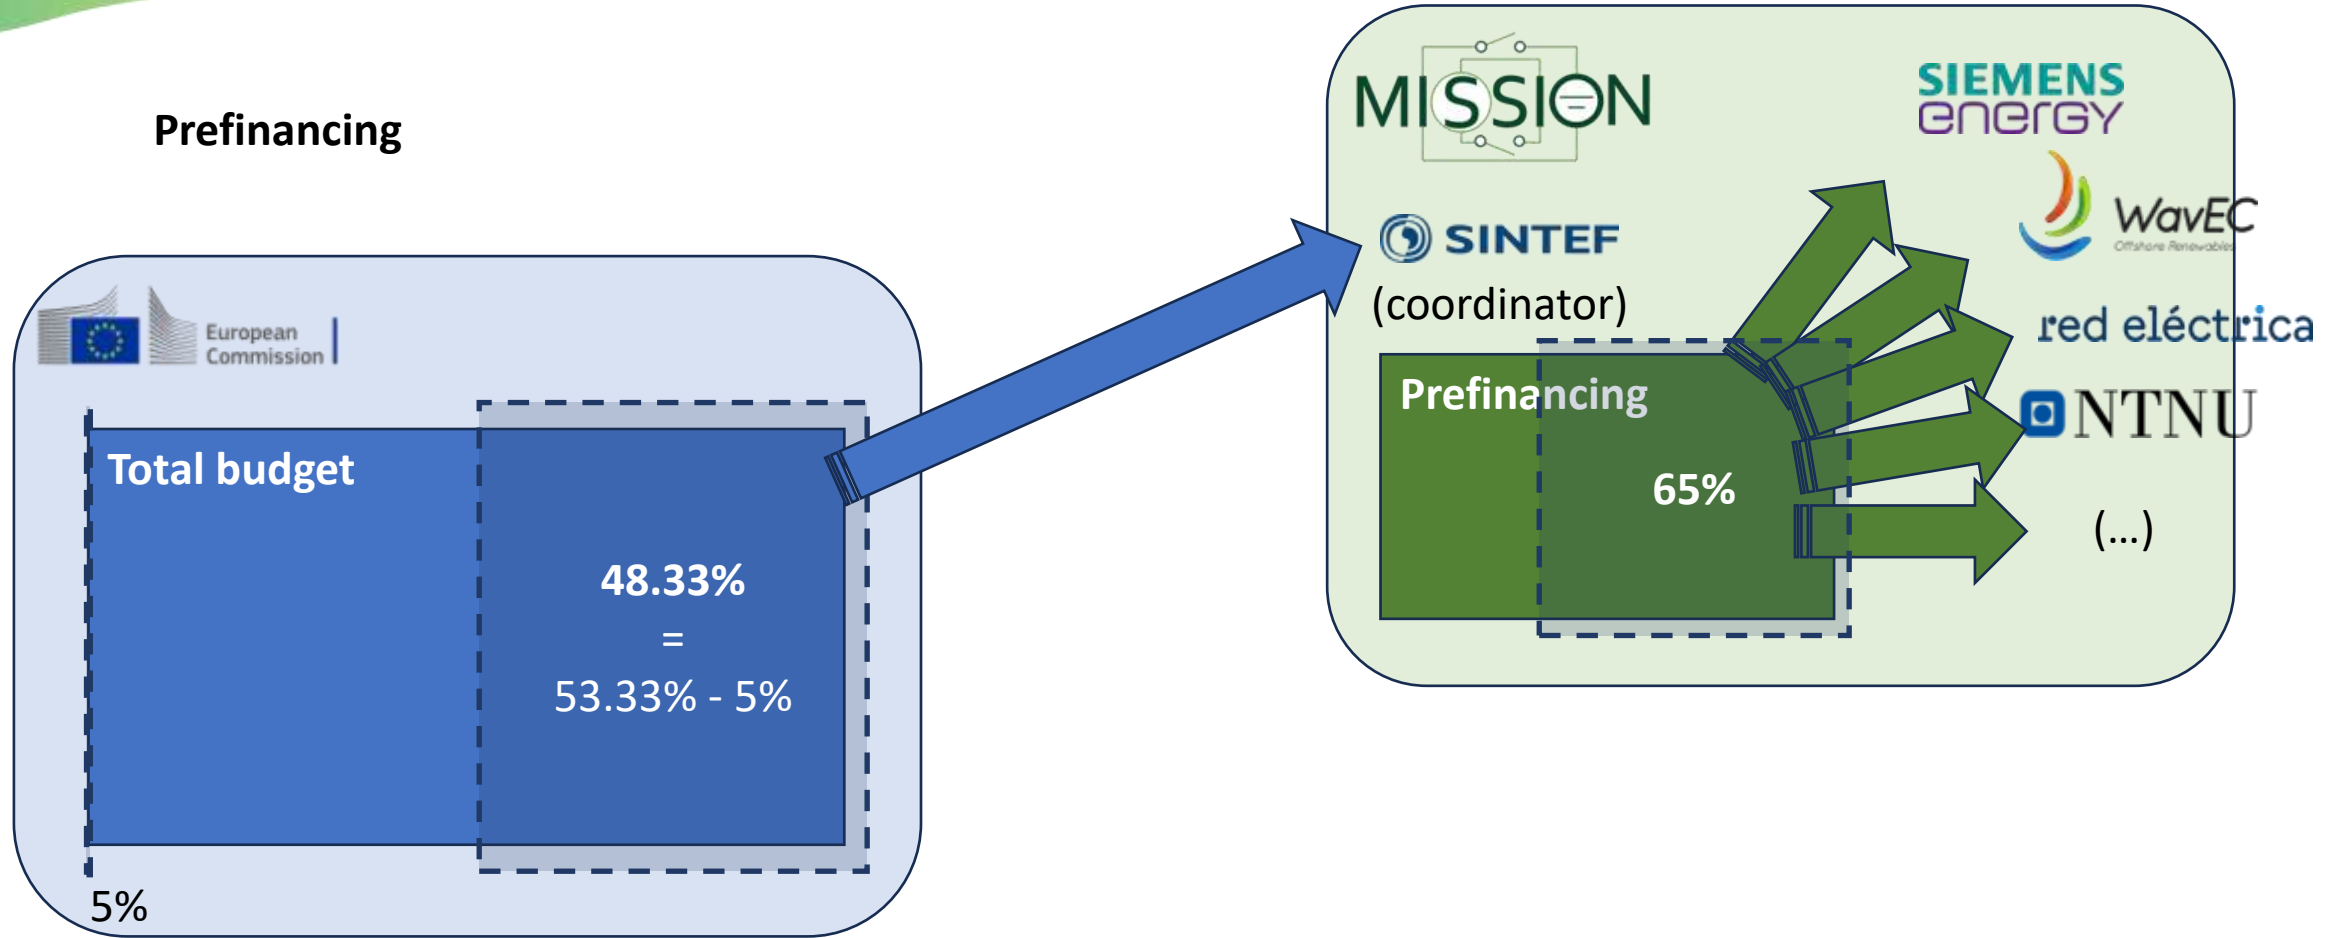 Prefinancing
European
Commission
Total budget
48.33%
=
53.33% - 5%
5%
MISSION
SINTEF
(coordinator)
Prefinancing
65%
SIEMENS
energy
WavEC
Offshore Renewables
red eléctrica
NTNU
(...)